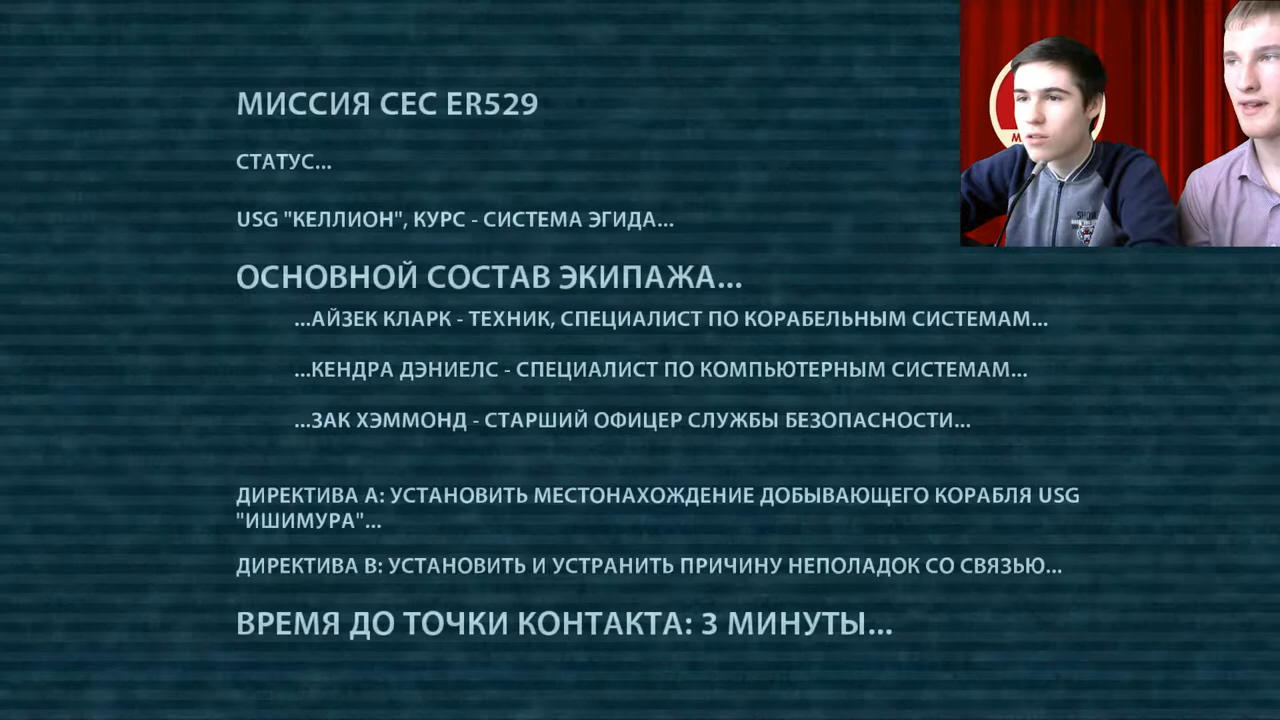 МИССИЯ СЕС ER529
СТАТУС...
USG "КЕЛЛИОН", КУРС - СИСТЕМА ЭГИДА...
ОСНОВНОЙ СОСТАВ ЭКИПАЖА...
...АЙЗЕК КЛАРК - ТЕХНИК, СПЕЦИАЛИСТ ПО КОРАБЕЛЬНЫМ СИСТЕМАМ...
...КЕНДРА ДЭНИЕЛС - СПЕЦИАЛИСТ ПО КОМПЬЮТЕРНЫМ СИСТЕМАМ...
...ЗАК ХЭММОНД - СТАРШИЙ ОФИЦЕР СЛУЖБЫ БЕЗОПАСНОСТИ...
ДИРЕКТИВА А: УСТАНОВИТЬ МЕСТОНАХОЖДЕНИЕ ДОБЫВАЮЩЕГО КОРАБЛЯ USG
"ИШИМУРА"...
ДИРЕКТИВА В: УСТАНОВИТЬ И УСТРАНИТЬ ПРИЧИНУ НЕПОЛАДОК СО СВЯЗЬЮ...
ВРЕМЯ ДО ТОЧКИ КОНТАКТА: 3 МИНУТЫ...